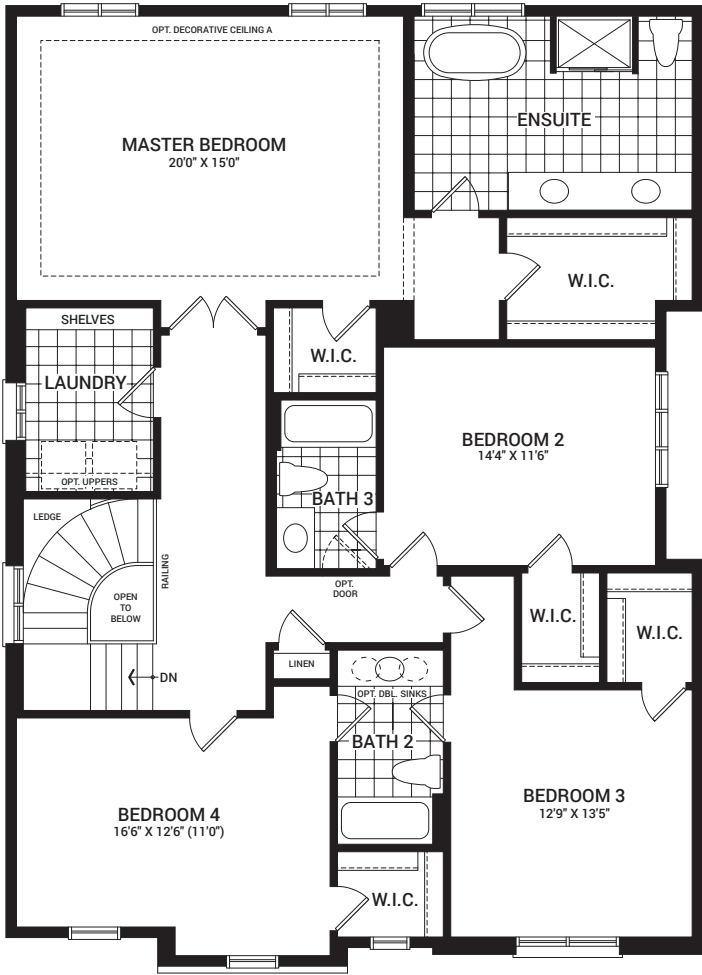 OPT. DECORATIVE CEILING A
MASTER BEDROOM
20'0" X 15'0"
ENSUITE
W.I.C.
SHELVES
LAUNDRY
OPT. UPPERS
W.I.C.
BEDROOM 2
14'4" X 11'6"
BATH 3
LEDGE
RAILING
OPEN
TO
BELOW
DN
OPT.
DOOR
W.I.C.
W.I.C.
LINEN
OPT. DBL. SINKS
BATH 2
BEDROOM 4
16'6" X 12'6" (11'0")
BEDROOM 3
12'9" X 13'5"
W.I.C.